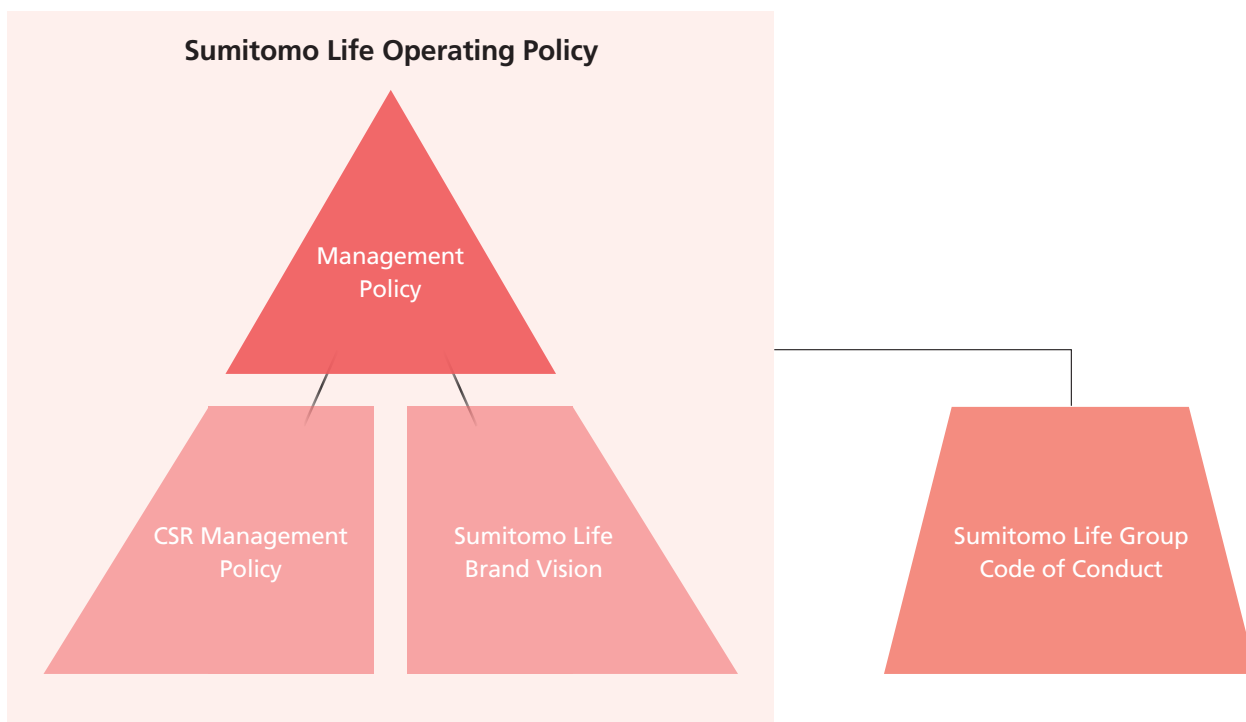 Sumitomo Life Operating Policy
Management
Policy
CSR Management
Policy
Sumitomo Life
Brand Vision
Sumitomo Life Group
Code of Conduct